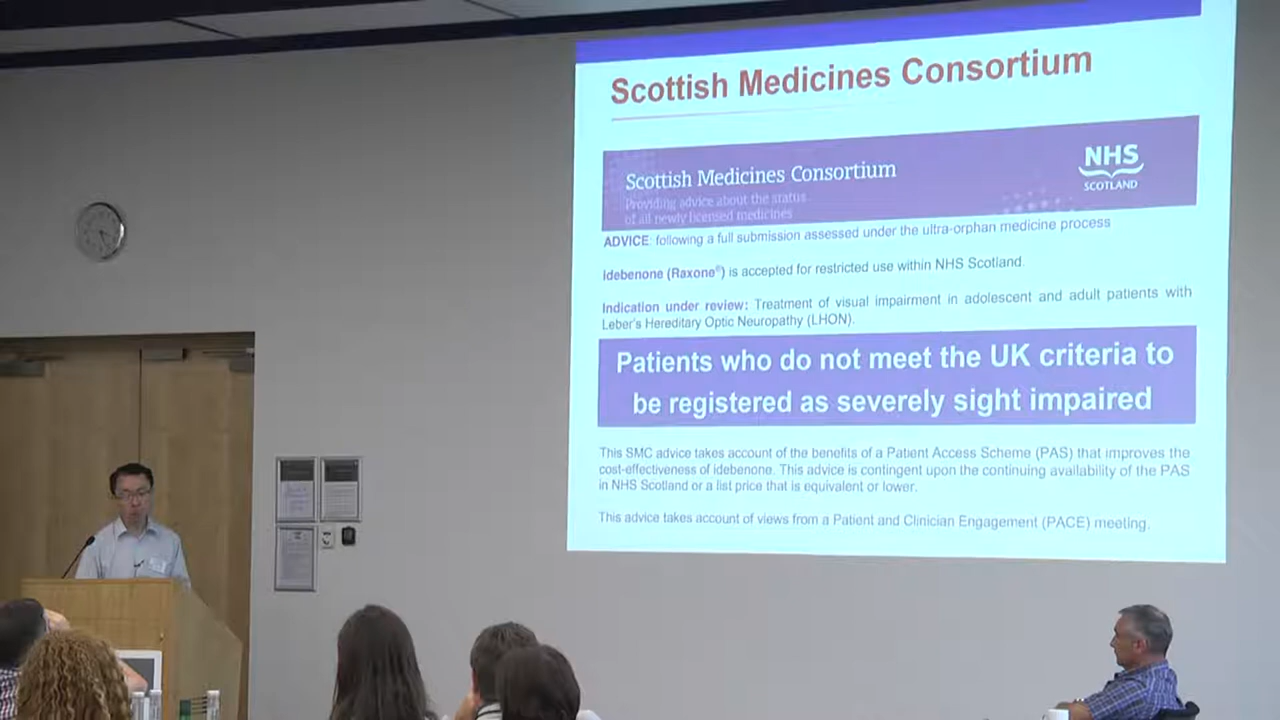 Scottish Medicines Consortium
Scottish Medicines Consortium
Providing advice about the status
of all newly licensed medicines
NHS
SCOTLAND
ADVICE: following a full submission assessed under the ultra-orphan medicine process
Idebenone (Raxone®) is accepted for restricted use within NHS Scotland.
Indication under review: Treatment of visual impairment in adolescent and adult patients with
Leber's Hereditary Optic Neuropathy (LHON).
Patients who do not meet the UK criteria to
be registered as severely sight impaired
This SMC advice takes account of the benefits of a Patient Access Scheme (PAS) that improves the
cost-effectiveness of idebenone. This advice is contingent upon the continuing availability of the PAS
in NHS Scotland or a list price that is equivalent or lower.
This advice takes account of views from a Patient and Clinician Engagement (PACE) meeting.